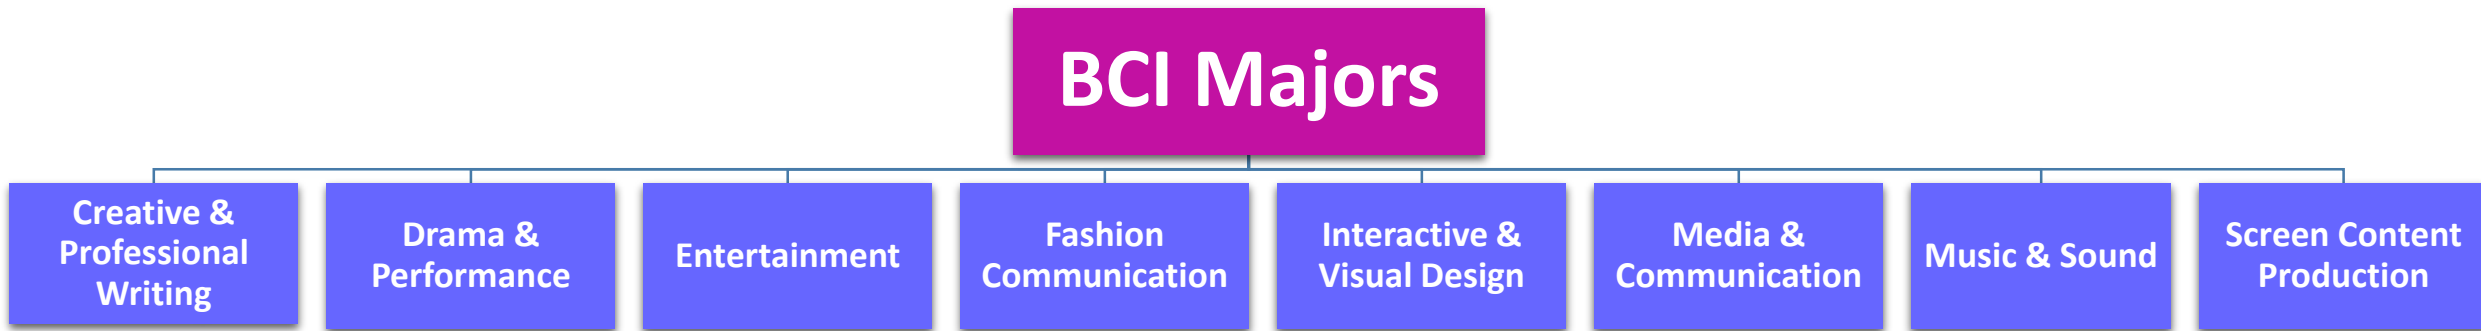 BCI Majors
Creative &
Professional
Writing
Drama &
Performance
Entertainment
Fashion
Communication
Interactive &
Visual Design
Media &
Communication
Music & Sound
Screen Content
Production